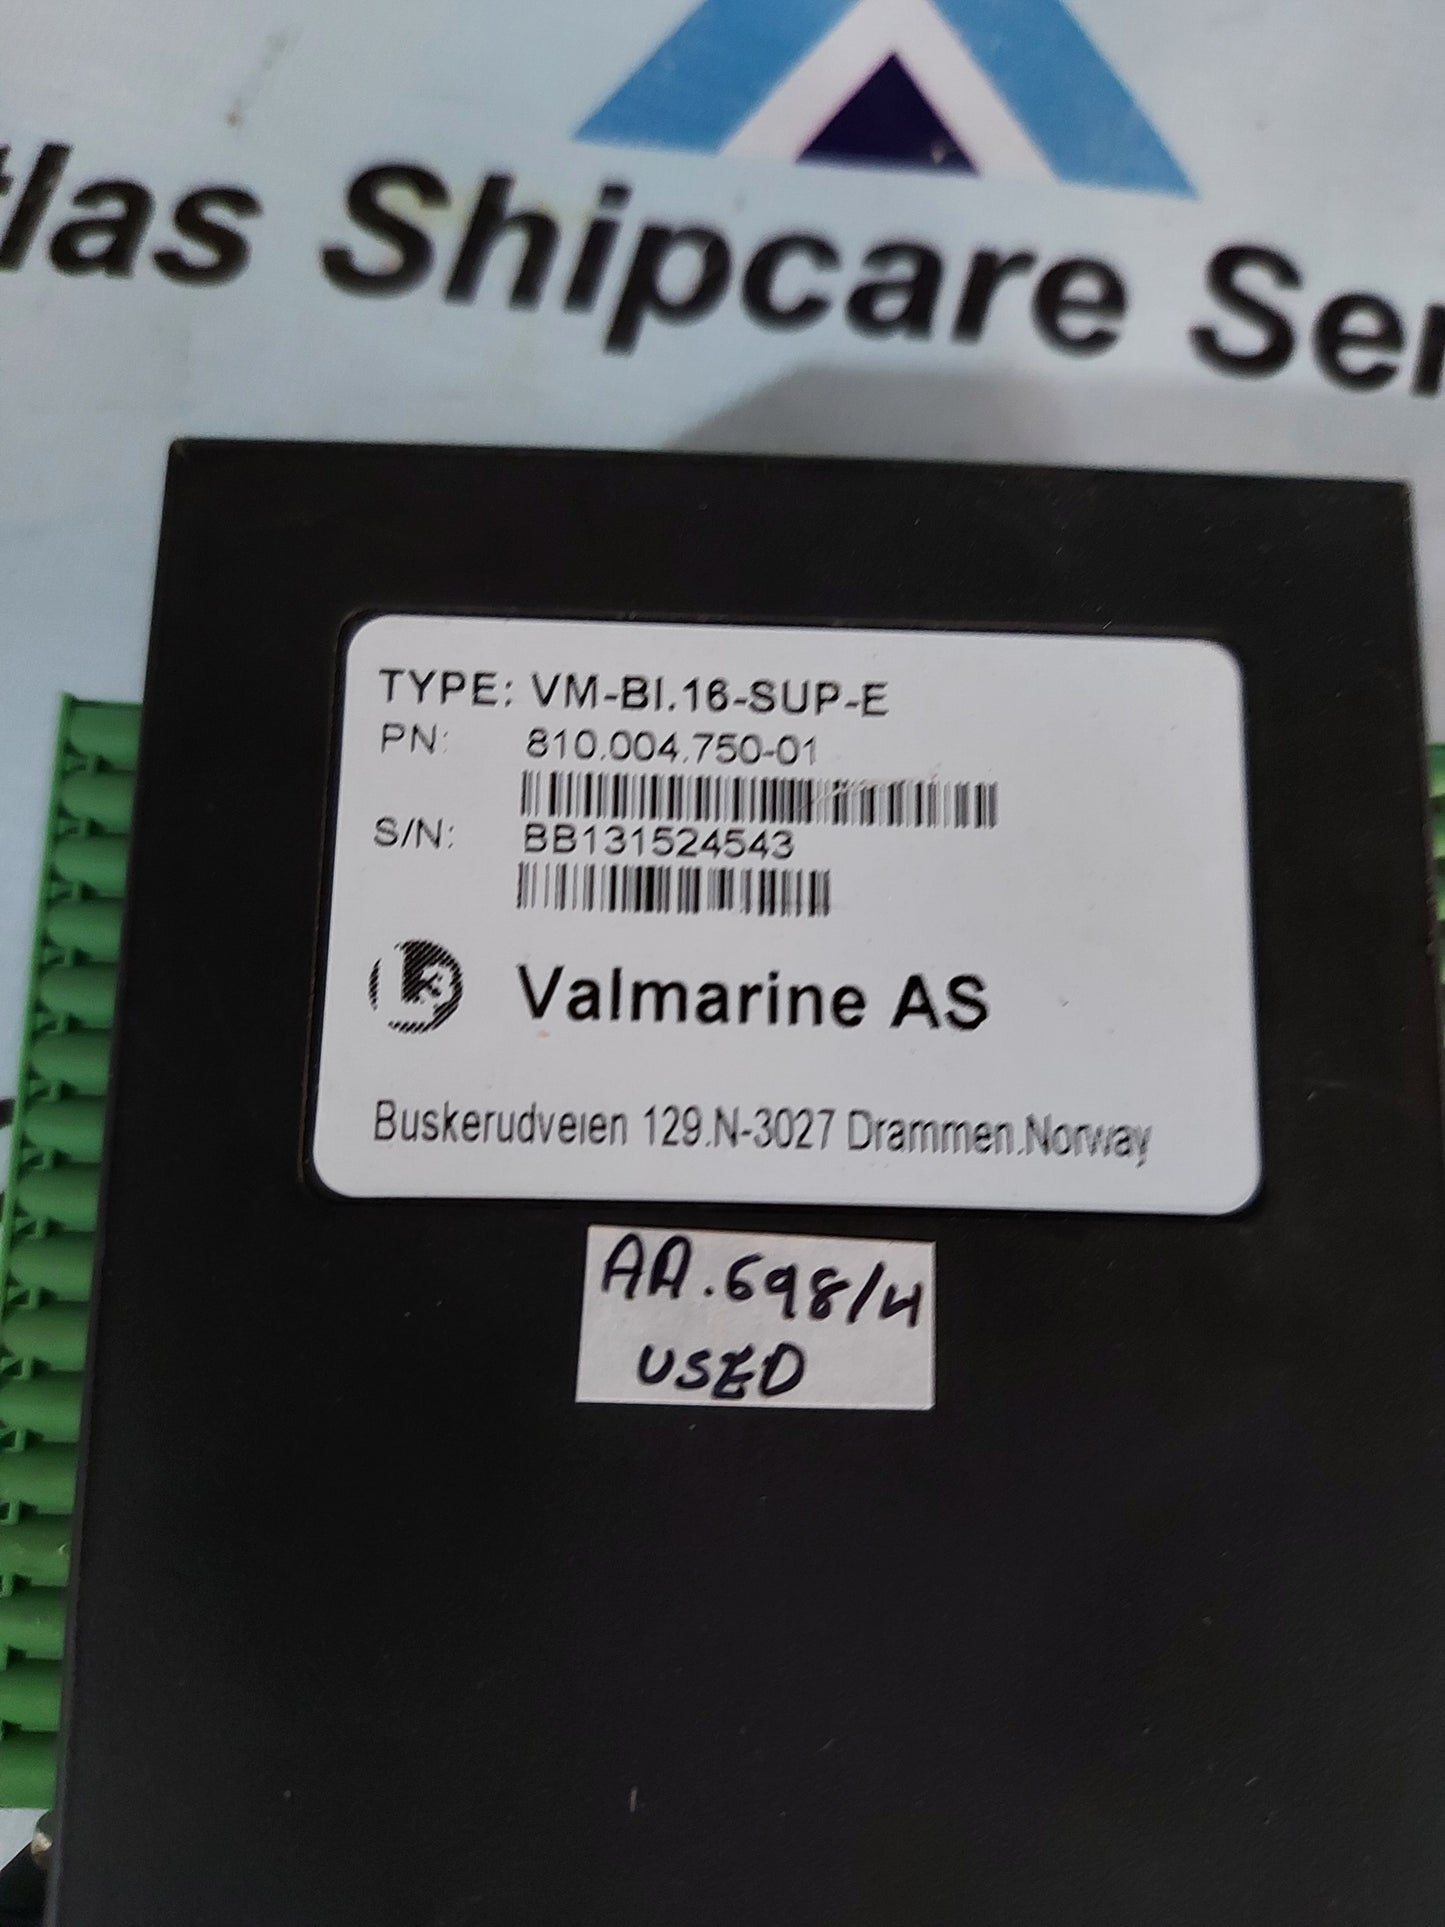 tlas Shipcare Ser
TYPE: VM-BI.16-SUP-E
PN: 810.004.750-01
S/N: BB131524543
Valmarine AS
Buskerudveien 129.N-3027 Drammen.Norway
AA.698/4
USED